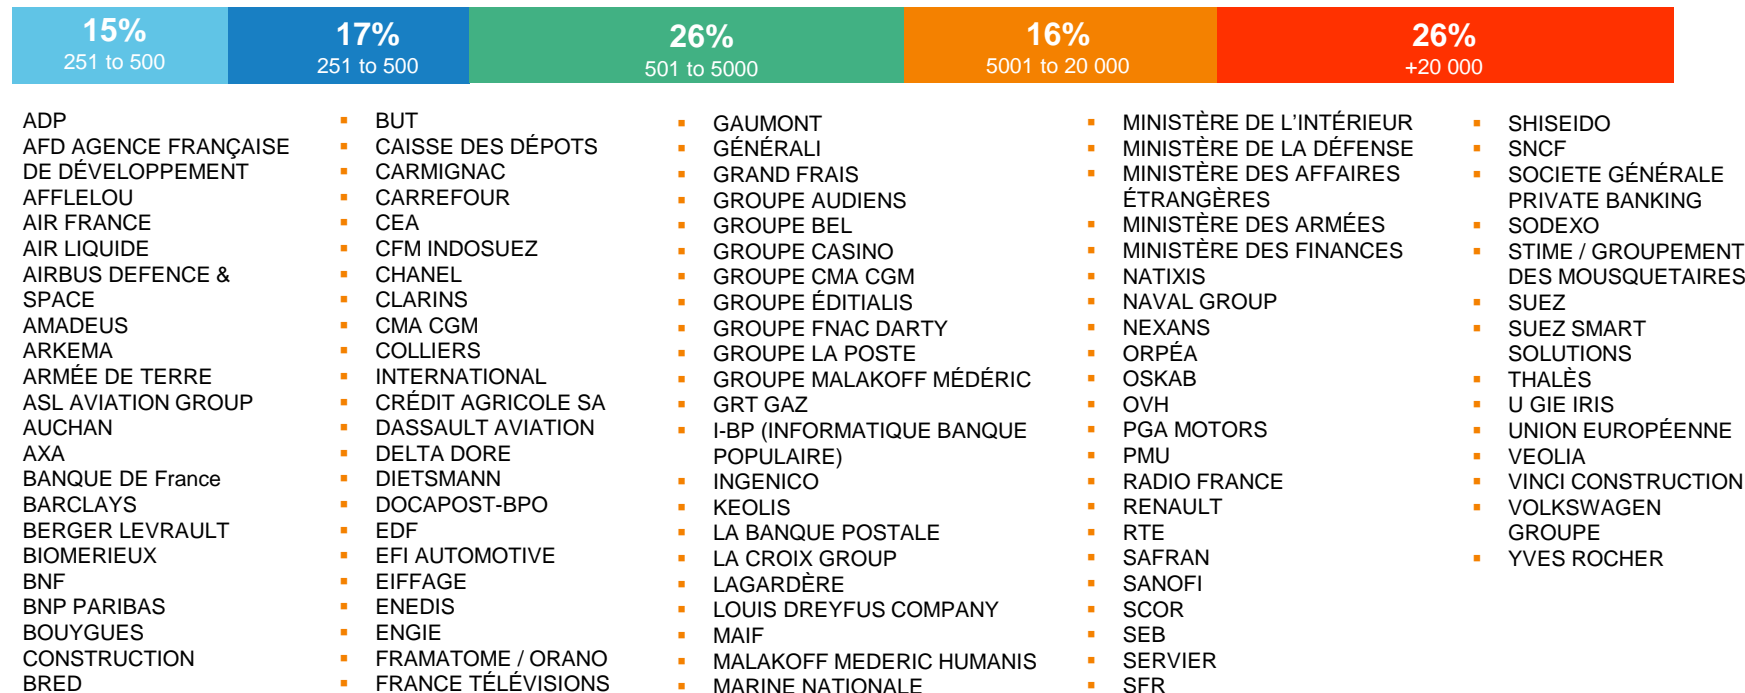 15%
251 to 500
17%
251 to 500
26%
501 to 5000
16%
5001 to 20 000
26%
+20 000
ADP
AFD AGENCE FRANÇAISE
DE DÉVELOPPEMENT
AFFLELOU
AIR FRANCE
AIR LIQUIDE
AIRBUS DEFENCE &
SPACE
AMADEUS
ARKEMA
ARMÉE DE TERRE
ASL AVIATION GROUP
AUCHAN
AXA
BANQUE DE France
BARCLAYS
BERGER LEVRAULT
BIOMERIEUX
BNF
BNP PARIBAS
BOUYGUES
CONSTRUCTION
BRED
▪ BUT
▪ CAISSE DES DÉPOTS
▪ CARMIGNAC
▪ CARREFOUR
▪ CEA
▪ CFM INDOSUEZ
▪ CHANEL
▪ CLARINS
▪ CMA CGM
▪ COLLIERS
▪ INTERNATIONAL
▪ CRÉDIT AGRICOLE SA
▪ DASSAULT AVIATION
▪ DELTA DORE
▪ DIETSMANN
▪ DOCAPOST-BPO
▪ EDF
▪ EFI AUTOMOTIVE
▪ EIFFAGE
▪ ENEDIS
▪ ENGIE
▪ FRAMATOME / ORANO
▪ FRANCE TÉLÉVISIONS
▪ GAUMONT
▪ GÉNÉRALI
▪ GRAND FRAIS
▪ GROUPE AUDIENS
▪ GROUPE BEL
▪ GROUPE CASINO
▪ GROUPE CMA CGM
▪ GROUPE ÉDITIALIS
▪ GROUPE FNAC DARTY
▪ GROUPE LA POSTE
▪ GROUPE MALAKOFF MÉDÉRIC
▪ GRT GAZ
▪ I-BP (INFORMATIQUE BANQUE
POPULAIRE)
▪ INGENICO
▪ KEOLIS
▪ LA BANQUE POSTALE
▪ LA CROIX GROUP
▪ LAGARDÈRE
▪ LOUIS DREYFUS COMPANY
▪ MAIF
▪ MALAKOFF MEDERIC HUMANIS
▪ MARINE NATIONALE
▪ MINISTÈRE DE L'INTÉRIEUR
▪ MINISTÈRE DE LA DÉFENSE
▪ MINISTÈRE DES AFFAIRES
ÉTRANGÈRES
▪ MINISTÈRE DES ARMÉES
▪ MINISTÈRE DES FINANCES
▪ NATIXIS
▪ NAVAL GROUP
▪ NEXANS
▪ ORPÉA
▪ OSKAB
▪ OVH
▪ PGA MOTORS
▪ PMU
▪ RADIO FRANCE
▪ RENAULT
▪ RTE
▪ SAFRAN
▪ SANOFI
▪ SCOR
▪ SEB
▪ SERVIER
▪ SFR
▪ SHISEIDO
▪ SNCF
▪ SOCIETE GÉNÉRALE
PRIVATE BANKING
▪ SODEXO
▪ STIME / GROUPEMENT
DES MOUSQUETAIRES
▪ SUEZ
▪ SUEZ SMART
SOLUTIONS
▪ THALÈS
▪ U GIE IRIS
▪ UNION EUROPÉENNE
▪ VEOLIA
▪ VINCI CONSTRUCTION
▪ VOLKSWAGEN
GROUPE
▪ YVES ROCHER